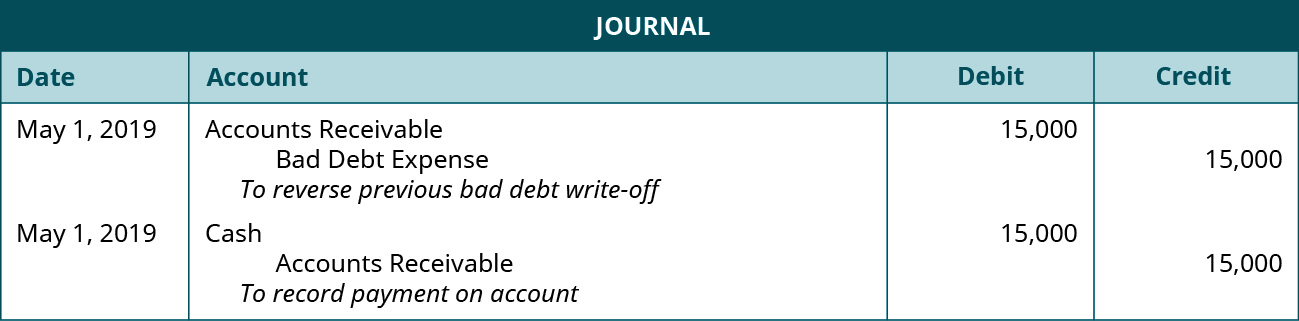 JOURNAL
Date Account Debit Credit
May 1, 2019 Accounts Receivable 15,000
Bad Debt Expense 15,000
To reverse previous bad debt write-off
May 1, 2019 Cash 15,000
Accounts Receivable 15,000
To record payment on account